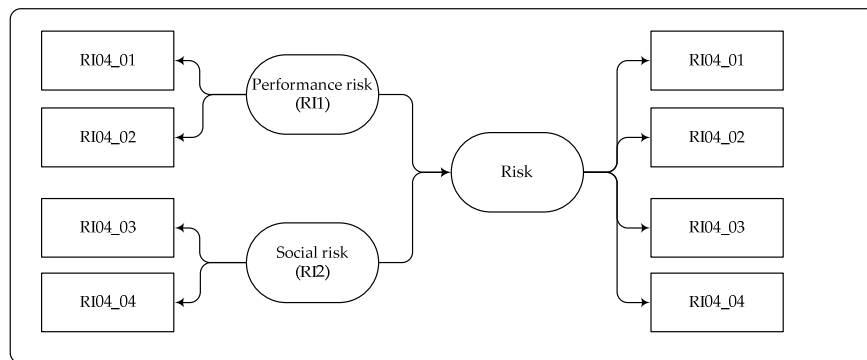 RI04_01
RI04_02
RI04_03
RI04_04
Performance risk
(RI1)
Social risk
(RI2)
Risk
RI04_01
RI04_02
RI04_03
RI04_04